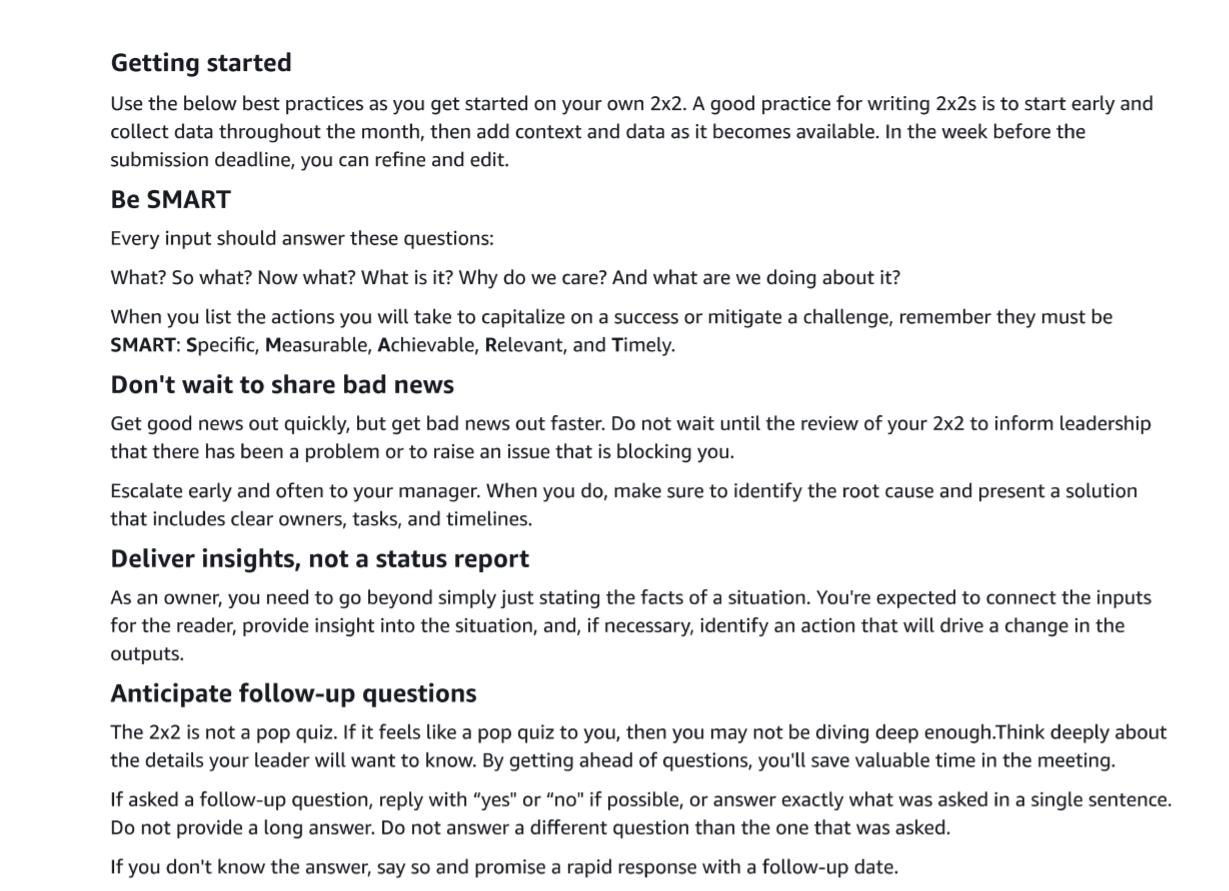 Getting started
Use the below best practices as you get started on your own 2x2. A good practice for writing 2x2s is to start early and
collect data throughout the month, then add context and data as it becomes available. In the week before the
submission deadline, you can refine and edit.
Be SMART
Every input should answer these questions:
What? So what? Now what? What is it? Why do we care? And what are we doing about it?
When you list the actions you will take to capitalize on a success or mitigate a challenge, remember they must be
SMART: Specific, Measurable, Achievable, Relevant, and Timely.
Don't wait to share bad news
Get good news out quickly, but get bad news out faster. Do not wait until the review of your 2x2 to inform leadership
that there has been a problem or to raise an issue that is blocking you.
Escalate early and often to your manager. When you do, make sure to identify the root cause and present a solution
that includes clear owners, tasks, and timelines.
Deliver insights, not a status report
As an owner, you need to go beyond simply just stating the facts of a situation. You're expected to connect the inputs
for the reader, provide insight into the situation, and, if necessary, identify an action that will drive a change in the
outputs.
Anticipate follow-up questions
The 2x2 is not a pop quiz. If it feels like a pop quiz to you, then you may not be diving deep enough.Think deeply about
the details your leader will want to know. By getting ahead of questions, you'll save valuable time in the meeting.
If asked a follow-up question, reply with “yes" or “no" if possible, or answer exactly what was asked in a single sentence.
Do not provide a long answer. Do not answer a different question than the one that was asked.
If you don't know the answer, say so and promise a rapid response with a follow-up date.